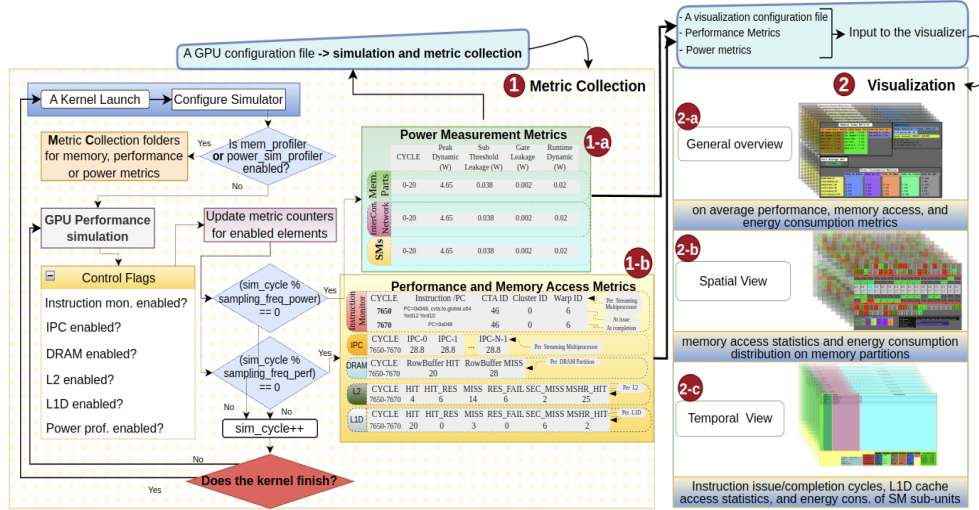 A GPU configuration file -> simulation and metric collection
- A visualization configuration file
- Performance Metrics
- Power metrics
Input to the visualizer
1 Metric Collection
A Kernel Launch
Configure Simulator
Metric Collection folders
for memory, performance
or power metrics
Yes
Is mem_profiler
or power_sim_profiler
enabled?
No
GPU Performance
simulation
Update metric counters
for enabled elements
Control Flags
Instruction mon. enabled?
IPC enabled?
DRAM enabled?
L2 enabled?
L1D enabled?
Power prof. enabled?
(sim_cycle %
sampling_freq_power)
== 0
Yes
(sim_cycle %
sampling_freq_perf)
== 0
Yes
No
No
sim_cycle++
Does the kernel finish?
No
Yes
1-a
Power Measurement Metrics
CYCLE
Peak
Dynamic
(W)
Sub
Threshold
Leakage (W)
Gate
Leakage
(W)
Runtime
Dynamic
(W)
Mem.
Parts
0-20 4.65 0.038 0.002 0.02
InterCon.
Network
0-20 4.65 0.038 0.002 0.02
SMs
0-20 4.65 0.038 0.002 0.02
1-b
Performance and Memory Access Metrics
Instruction
Monitor
CYCLE Instruction /PC CTA ID Cluster ID Warp ID
7650 46 0 6
7670 PC=0x048 46 0 6
Per Streaming
Multiprocessor
At issue
At completion
IPC
CYCLE IPC-0 IPC-1 IPC-N-1
7650-7670 28.8 28.8 ... 28.8
Per Streaming Multiprocessor
DRAM
CYCLE RowBuffer HIT RowBuffer MISS
7650-7670 20 28
Per DRAM Partition
L2
CYCLE HIT HIT_RES MISS RES_FAIL SEC_MISS MSHR_HIT
7650-7670 4 6 14 6 2 25
Per L2
L1D
CYCLE HIT HIT_RES MISS RES_FAIL SEC_MISS MSHR_HIT
7650-7670 20 0 3 0 6 2
Per L1D
2 Visualization
2-a
General overview
on average performance, memory access, and
energy consumption metrics
2-b
Spatial View
memory access statistics and energy consumption
distribution on memory partitions
2-c
Temporal View
Instruction issue/completion cycles, L1D cache
access statistics, and energy cons. of SM sub-units